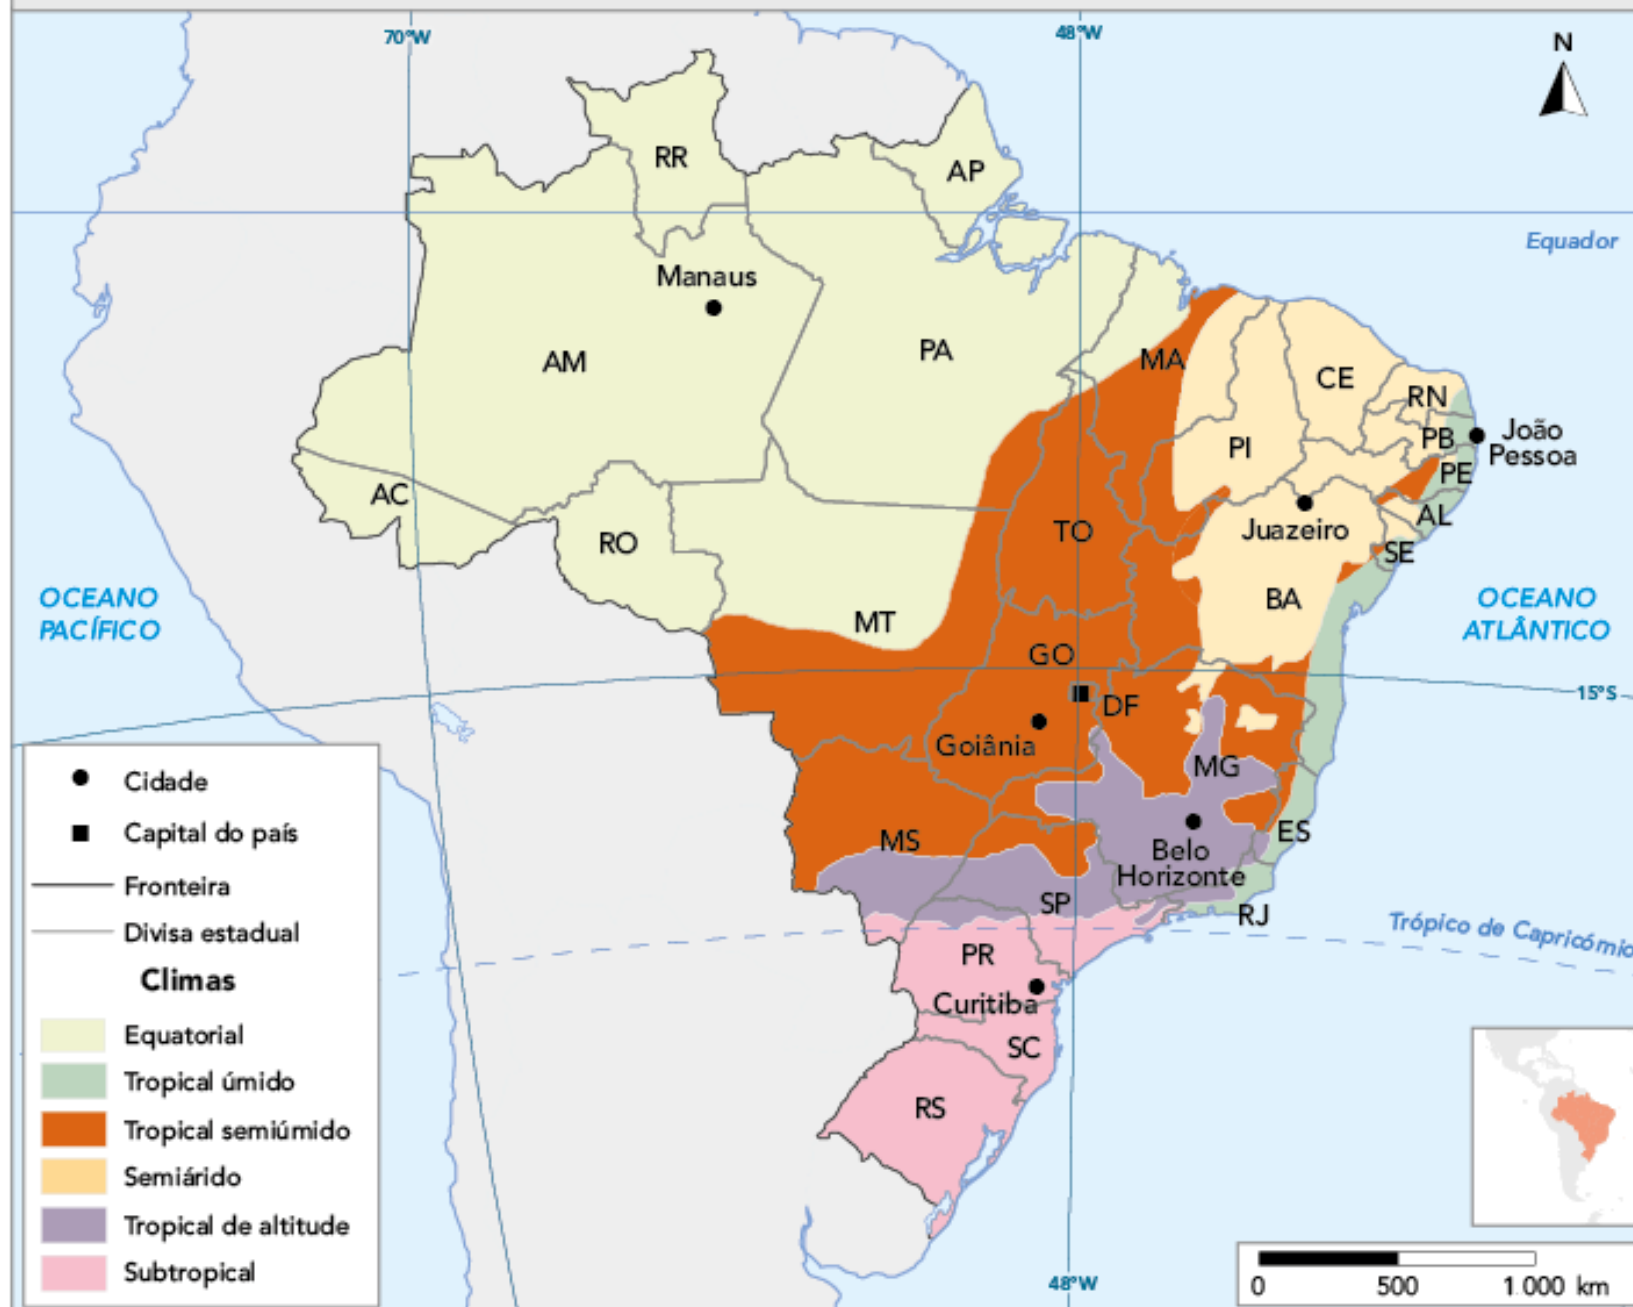 70°W
48°W
N
RR
AP
Equador
Manaus
AM
PA
MA
CE
RN
PI
PB
João
Pessoa
PE
AC
Juazeiro
AL
TO
RO
SE
OCEANO
PACÍFICO
BA
OCEANO
ATLÂNTICO
MT
GO
15°S
DF
Goiânia
MG
MS
ES
Belo
Horizonte
SP
RJ
Trópico de Capricórnio
PR
Curitiba
SC
RS
48°W
Cidade
Capital do país
Fronteira
Divisa estadual
Climas
Equatorial
Tropical úmido
Tropical semiúmido
Semiárido
Tropical de altitude
Subtropical
0 500 1 000 km